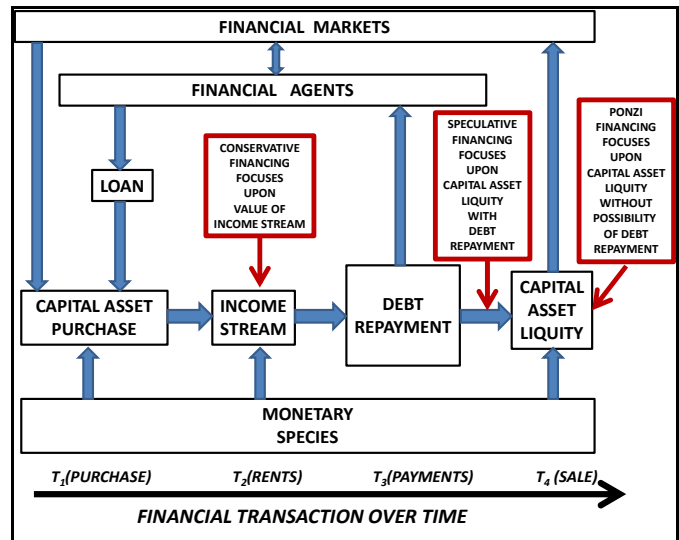 FINANCIAL MARKETS
FINANCIAL AGENTS
LOAN
CONSERVATIVE
FINANCING
FOCUSES
UPON
VALUE OF
INCOME STREAM
SPECULATIVE
FINANCING
FOCUSES
UPON
CAPITAL ASSET
LIQUITY
WITH
DEBT
REPAYMENT
PONZI
FINANCING
FOCUSES
UPON
CAPITAL ASSET
LIQUITY
WITHOUT
POSSIBILITY
OF DEBT
REPAYMENT
CAPITAL ASSET
PURCHASE
INCOME
STREAM
DEBT
REPAYMENT
CAPITAL
ASSET
LIQUITY
MONETARY
SPECIES
T₁(PURCHASE)
T₂(RENTS)
T₃(PAYMENTS)
T₄ (SALE)
FINANCIAL TRANSACTION OVER TIME